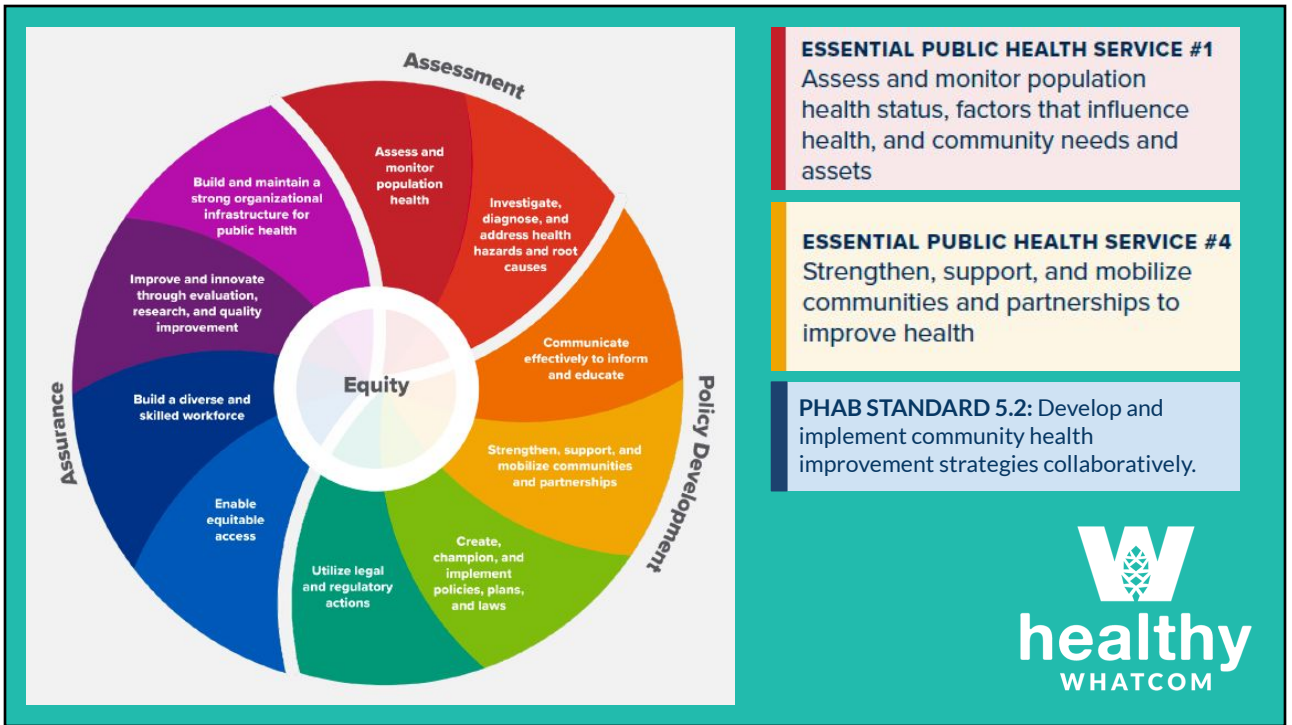 Assessment
Assess and
monitor
population
health
Investigate,
diagnose, and
address health
hazards and root
causes
Communicate
effectively to inform
and educate
Strengthen, support, and
mobilize communities
and partnerships
Create,
champion, and
implement
policies, plans,
and laws
Utilize legal
and regulatory
actions
Enable
equitable
access
Build a diverse and
skilled workforce
Improve and innovate
through evaluation,
research, and quality
improvement
Build and maintain a
strong organizational
infrastructure for
public health
Equity
Policy Development
Assurance
ESSENTIAL PUBLIC HEALTH SERVICE #1
Assess and monitor population
health status, factors that influence
health, and community needs and
assets
ESSENTIAL PUBLIC HEALTH SERVICE #4
Strengthen, support, and mobilize
communities and partnerships to
improve health
PHAB STANDARD 5.2: Develop and
implement community health
improvement strategies collaboratively.
W
healthy
WHATCOM